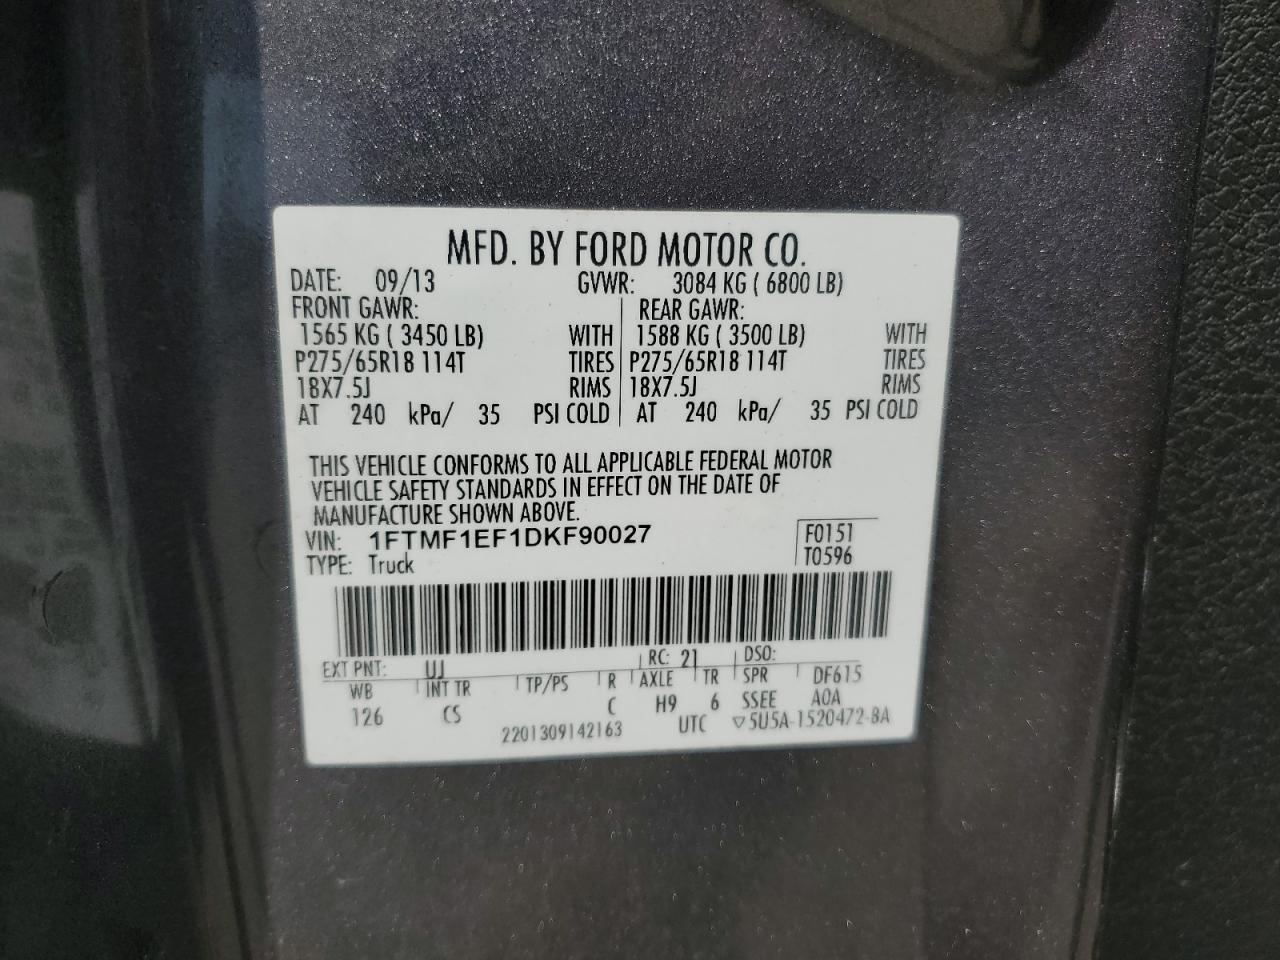 MFD. BY FORD MOTOR CO.
DATE: 09/13 GVWR: 3084 KG ( 6800 LB)
FRONT GAWR: REAR GAWR:
1565 KG ( 3450 LB) WITH 1588 KG ( 3500 LB) WITH
P275/65R18 114T TIRES P275/65R18 114T TIRES
18X7.5J RIMS 18X7.5J RIMS
AT 240 kPa/ 35 PSI COLD AT 240 kPa/ 35 PSI COLD
THIS VEHICLE CONFORMS TO ALL APPLICABLE FEDERAL MOTOR
VEHICLE SAFETY STANDARDS IN EFFECT ON THE DATE OF
MANUFACTURE SHOWN ABOVE.
VIN: 1FTMF1EF1DKF90027 F0151
TYPE: Truck T0596
EXT PNT: UJ RC: 21 DSO:
WB INT TR TP/PS R AXLE TR SPR DF615
126 CS C H9 6 SSEE AOA
2201309142163 UTC ▽5U5A-1520472-BA